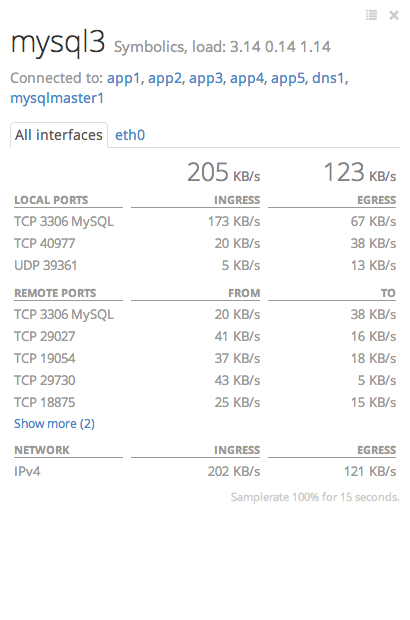 mysql3 Symbolics, load: 3.14 0.14 1.14
Connected to: app1, app2, app3, app4, app5, dns1,
mysqlmaster1
All interfaces eth0
205 KB/s 123 KB/s
LOCAL PORTS INGRESS EGRESS
TCP 3306 MySQL 173 KB/s 67 KB/s
TCP 40977 20 KB/s 38 KB/s
UDP 39361 5 KB/s 13 KB/s
REMOTE PORTS FROM TO
TCP 3306 MySQL 20 KB/s 38 KB/s
TCP 29027 41 KB/s 16 KB/s
TCP 19054 37 KB/s 18 KB/s
TCP 29730 43 KB/s 5 KB/s
TCP 18875 25 KB/s 15 KB/s
Show more (2)
NETWORK INGRESS EGRESS
IPv4 202 KB/s 121 KB/s
Samplerate 100% for 15 seconds.